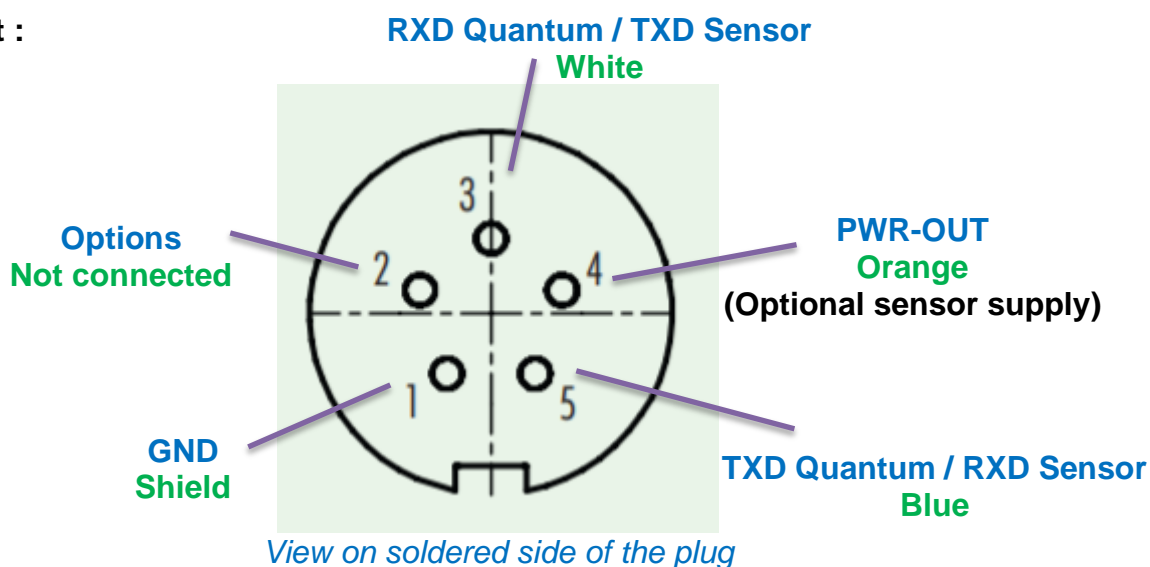 t :
RXD Quantum / TXD Sensor
White
3
Options
Not connected
2
4
PWR-OUT
Orange
(Optional sensor supply)
1
5
GND
Shield
TXD Quantum / RXD Sensor
Blue
View on soldered side of the plug